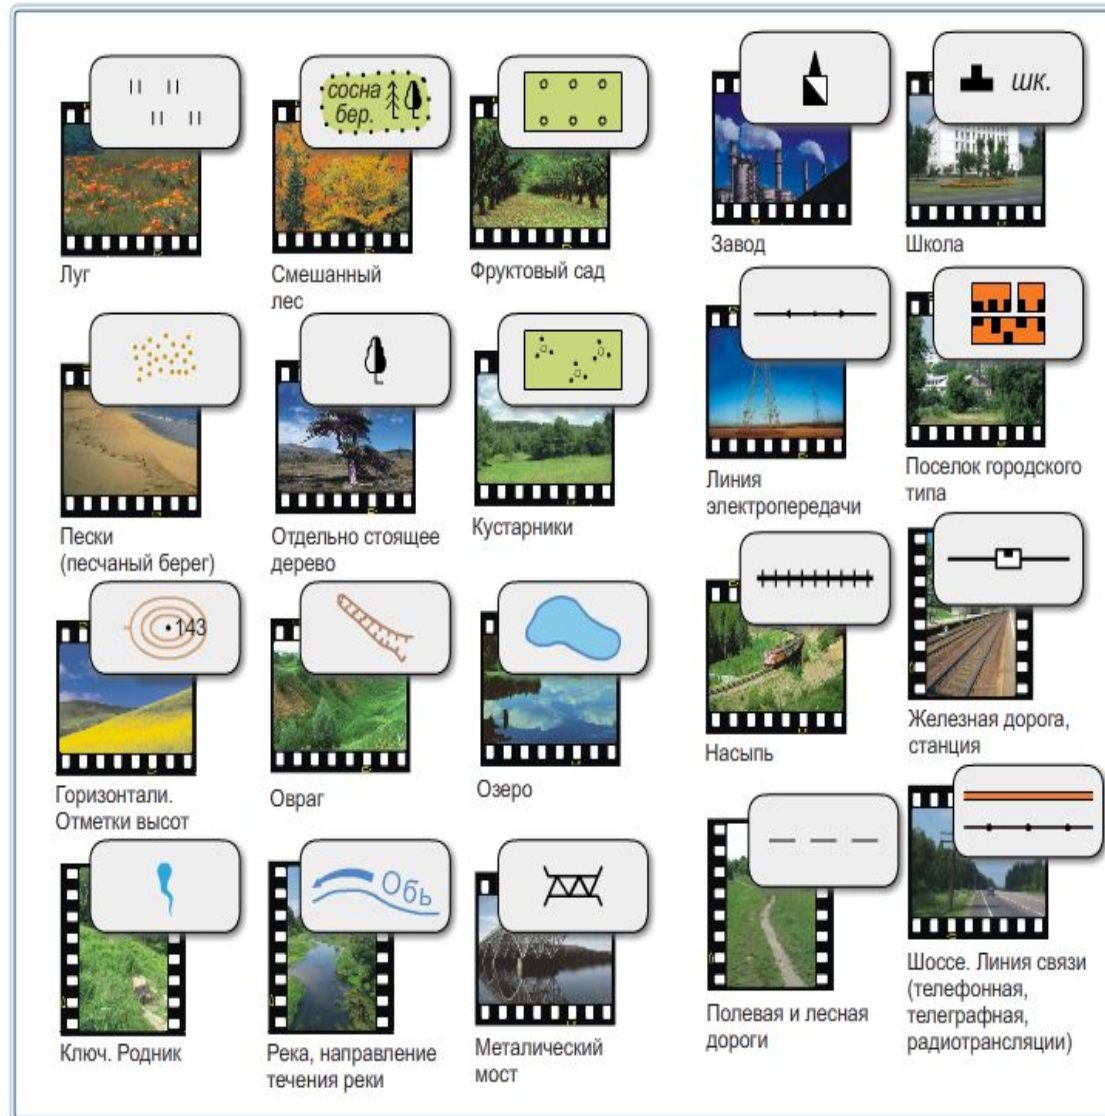 сосна
бер.
шк.
Луг
Смешанный
лес
Фруктовый сад
Завод
Школа
Пески
(песчаный берег)
Отдельно стоящее
дерево
Кустарники
Линия
электропередачи
Поселок городского
типа
143
Горизонтали.
Отметки высот
Овраг
Озеро
Насыпь
Железная дорога,
станция
Обь
Ключ. Родник
Река, направление
течения реки
Металический
мост
Полевая и лесная
дороги
Шоссе. Линия связи
(телефонная,
телеграфная,
радиотрансляции)